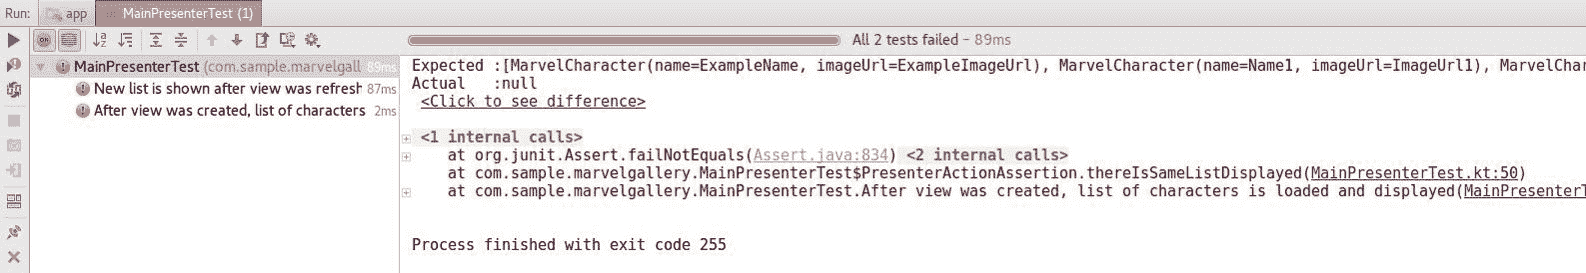 Run: app MainPresenterTest (1)
All 2 tests failed – 89ms
MainPresenterTest (com.sample.marvelgall 89ms
New list is shown after view was refresh 87ms
After view was created, list of characters 2ms
Expected :[MarvelCharacter(name=ExampleName, imageUrl=ExampleImageUrl), MarvelCharacter(name=Name1, imageUrl=ImageUrl1), MarvelChar
Actual :null
<Click to see difference>
<1 internal calls>
at org.junit.Assert.failNotEquals(Assert.java:834) <2 internal calls>
at com.sample.marvelgallery.MainPresenterTest$PresenterActionAssertion.thereIsSameListDisplayed(MainPresenterTest.kt:50)
at com.sample.marvelgallery.MainPresenterTest.After view was created, list of characters is loaded and displayed(MainPresenterT
Process finished with exit code 255